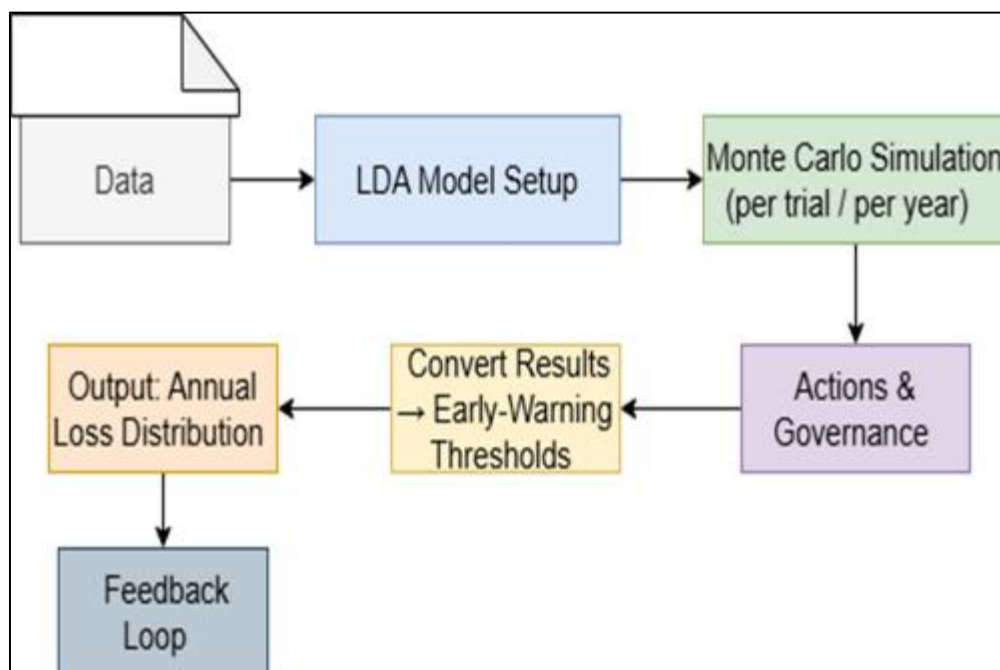 Data
LDA Model Setup
Monte Carlo Simulation
(per trial / per year)
Actions &
Governance
Convert Results
→ Early-Warning
Thresholds
Output: Annual
Loss Distribution
Feedback
Loop